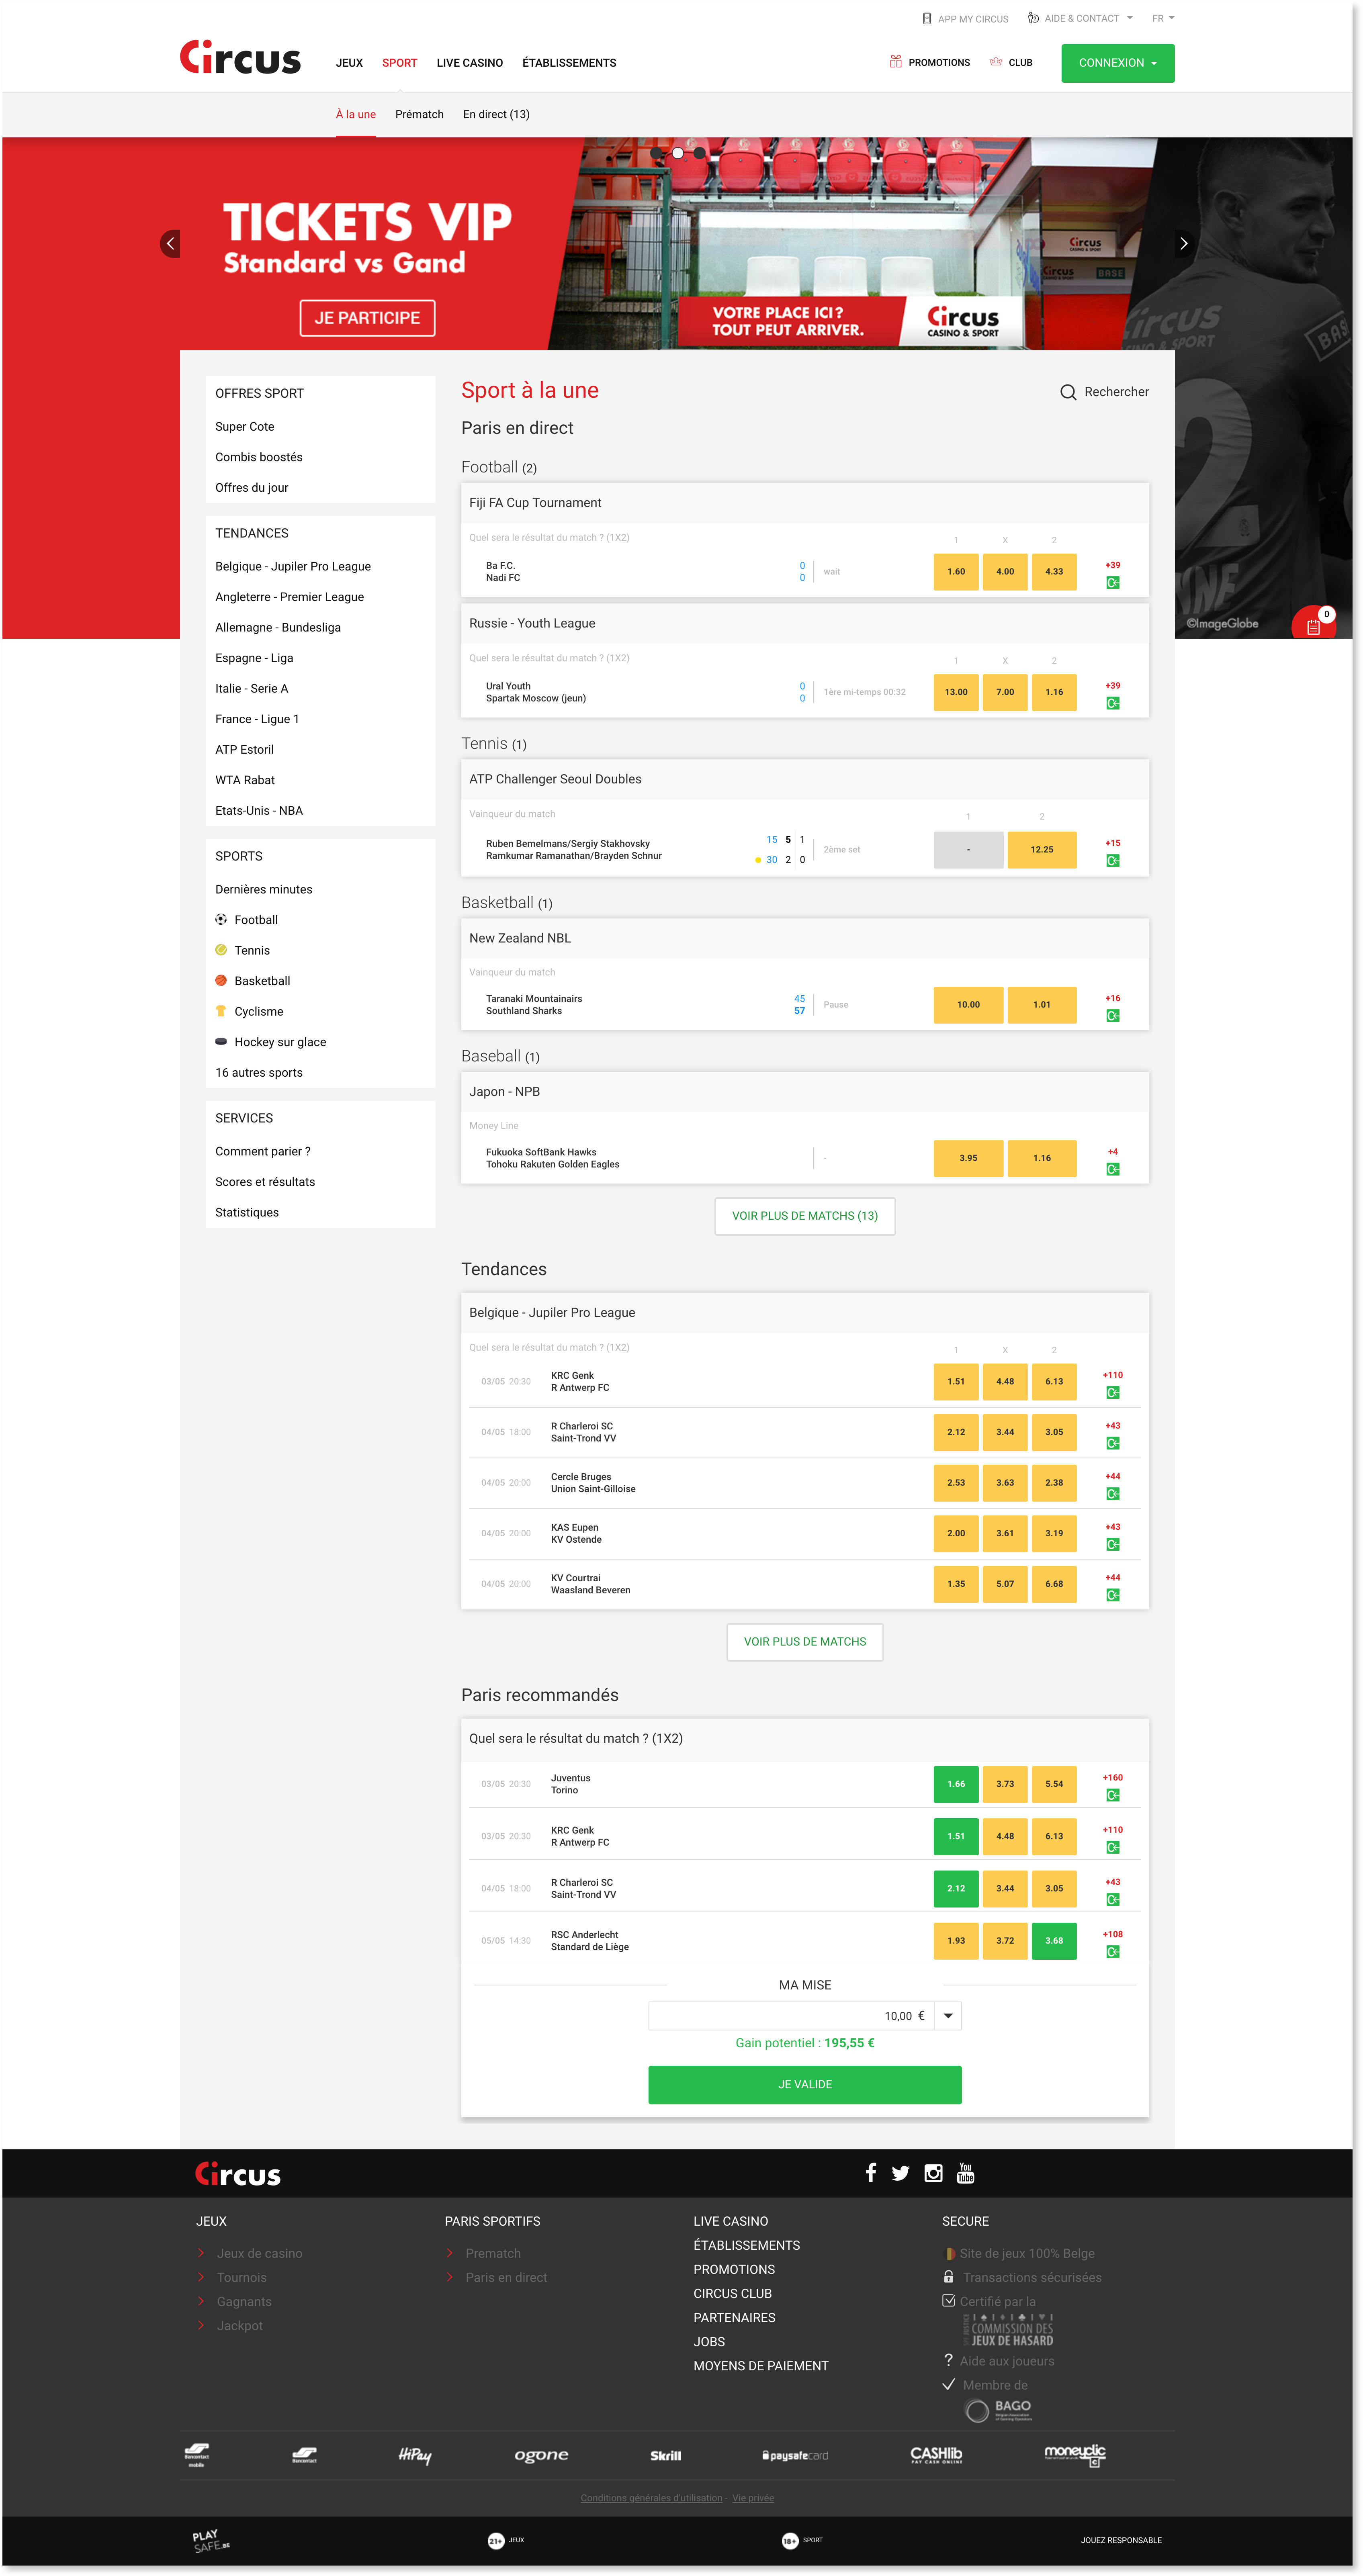 APP MY CIRCUS AIDE & CONTACT FR
Circus JEUX SPORT LIVE CASINO ÉTABLISSEMENTS PROMOTIONS CLUB CONNEXION
À la une Prématch En direct (13)
TICKETS VIP
Standard vs Gand
JE PARTICIPE
VOTRE PLACE ICI?
TOUT PEUT ARRIVER.
Circus
CASINO & SPORT
Circus
Circus
BASE
©ImageGlobe
0
OFFRES SPORT
Super Cote
Combis boostés
Offres du jour
TENDANCES
Belgique - Jupiler Pro League
Angleterre - Premier League
Allemagne - Bundesliga
Espagne - Liga
Italie - Serie A
France - Ligue 1
ATP Estoril
WTA Rabat
Etats-Unis - NBA
SPORTS
Dernières minutes
Football
Tennis
Basketball
Cyclisme
Hockey sur glace
16 autres sports
SERVICES
Comment parier ?
Scores et résultats
Statistiques
Sport à la une Rechercher
Paris en direct
Football (2)
Fiji FA Cup Tournament
Quel sera le résultat du match ? (1X2) 1 X 2
Ba F.C. 0
Nadi FC 0
wait 1.60 4.00 4.33 +39
Russie - Youth League
Quel sera le résultat du match ? (1X2) 1 X 2
Ural Youth 0
Spartak Moscow (jeun) 0
1ère mi-temps 00:32 13.00 7.00 1.16 +39
Tennis (1)
ATP Challenger Seoul Doubles
Vainqueur du match 1 2
Ruben Bemelmans/Sergiy Stakhovsky 15 5 1
Ramkumar Ramanathan/Brayden Schnur 30 2 0
2ème set - 12.25 +15
Basketball (1)
New Zealand NBL
Vainqueur du match
Taranaki Mountainairs 45
Southland Sharks 57
Pause 10.00 1.01 +16
Baseball (1)
Japon - NPB
Money Line
Fukuoka SoftBank Hawks
Tohoku Rakuten Golden Eagles
- 3.95 1.16 +4
VOIR PLUS DE MATCHS (13)
Tendances
Belgique - Jupiler Pro League
Quel sera le résultat du match ? (1X2) 1 X 2
03/05 20:30 KRC Genk
R Antwerp FC
1.51 4.48 6.13 +110
04/05 18:00 R Charleroi SC
Saint-Trond VV
2.12 3.44 3.05 +43
04/05 20:00 Cercle Bruges
Union Saint-Gilloise
2.53 3.63 2.38 +44
04/05 20:00 KAS Eupen
KV Ostende
2.00 3.61 3.19 +43
04/05 20:00 KV Courtrai
Waasland Beveren
1.35 5.07 6.68 +44
VOIR PLUS DE MATCHS
Paris recommandés
Quel sera le résultat du match ? (1X2)
03/05 20:30 Juventus
Torino
1.66 3.73 5.54 +160
03/05 20:30 KRC Genk
R Antwerp FC
1.51 4.48 6.13 +110
04/05 18:00 R Charleroi SC
Saint-Trond VV
2.12 3.44 3.05 +43
05/05 14:30 RSC Anderlecht
Standard de Liège
1.93 3.72 3.68 +108
MA MISE
10,00 €
Gain potentiel : 195,55 €
JE VALIDE
Circus
You
Tube
JEUX
Jeux de casino
Tournois
Gagnants
Jackpot
PARIS SPORTIFS
Prematch
Paris en direct
LIVE CASINO
ÉTABLISSEMENTS
PROMOTIONS
CIRCUS CLUB
PARTENAIRES
JOBS
MOYENS DE PAIEMENT
SECURE
Site de jeux 100% Belge
Transactions sécurisées
Certifié par la
JUSTICE
COMMISSION DES
JEUX DE HASARD
Aide aux joueurs
Membre de
BAGO
Bancontact
mobile
Bancontact
HiPay
ogone
Skrill
paysafecard
CASHlib
PAY CASH ONLINE
moneyclic
Conditions générales d'utilisation - Vie privée
PLAY
SAFE.BE
21+ JEUX
18+ SPORT
JOUEZ RESPONSABLE